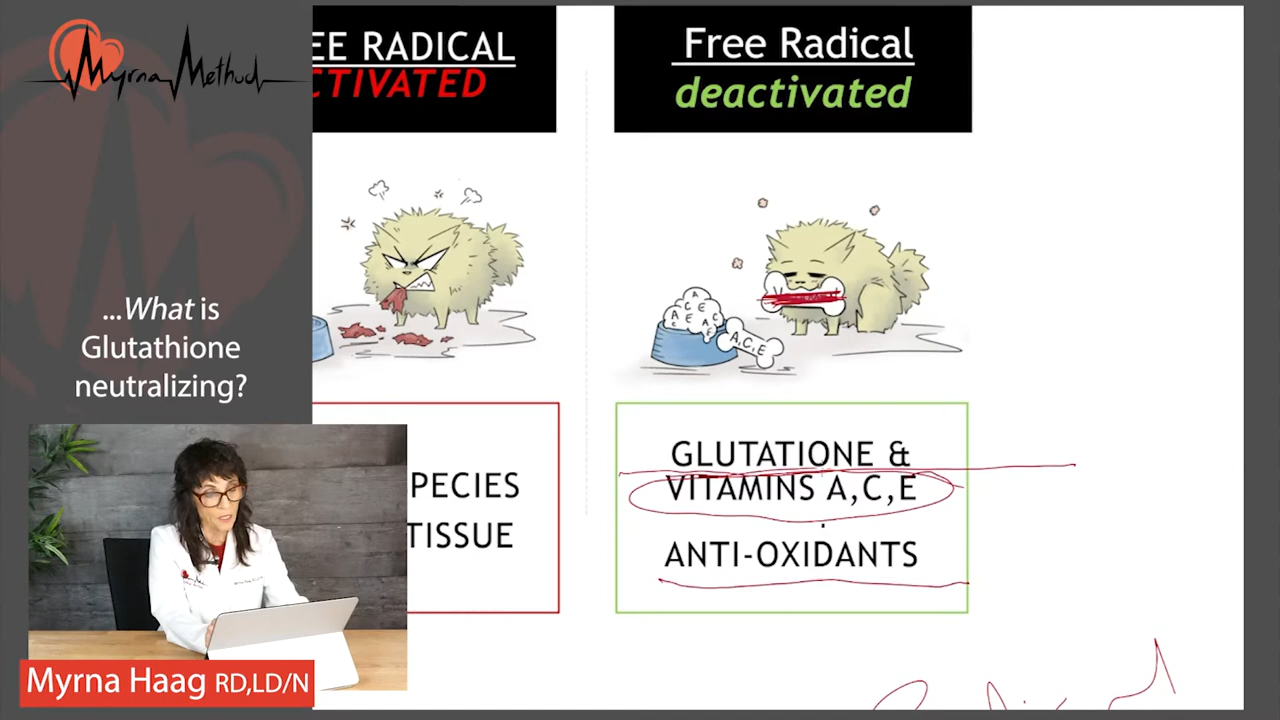 Myrna Method
EE RADICAL
CTIVATED
Free Radical
deactivated
...What is
Glutathione
neutralizing?
A
C E
A E A C
E E
A,C,E
PECIES
TISSUE
GLUTATIONE &
VITAMINS A,C,E
ANTI-OXIDANTS
Myrna Haag RD,LD/N